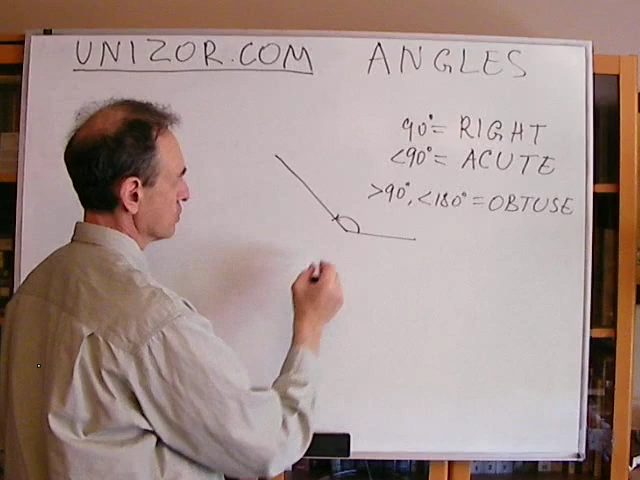 UNIZOR.COM ANGLES
90°= RIGHT
<90°= ACUTE
>90°, <180° = OBTUSE